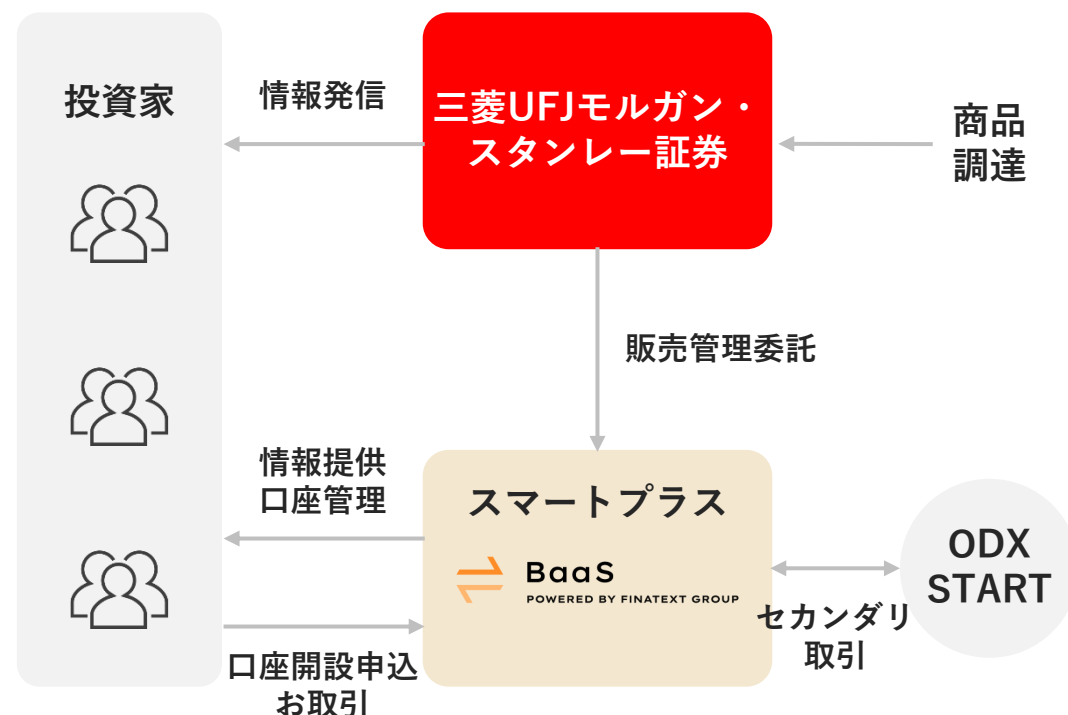 投資家
情報発信
三菱UFJモルガン・
スタンレー証券
商品
調達
販売管理委託
情報提供
口座管理
スマートプラス
BaaS
POWERED BY FINATEXT GROUP
ODX
START
セカンダリ
取引
口座開設申込
お取引